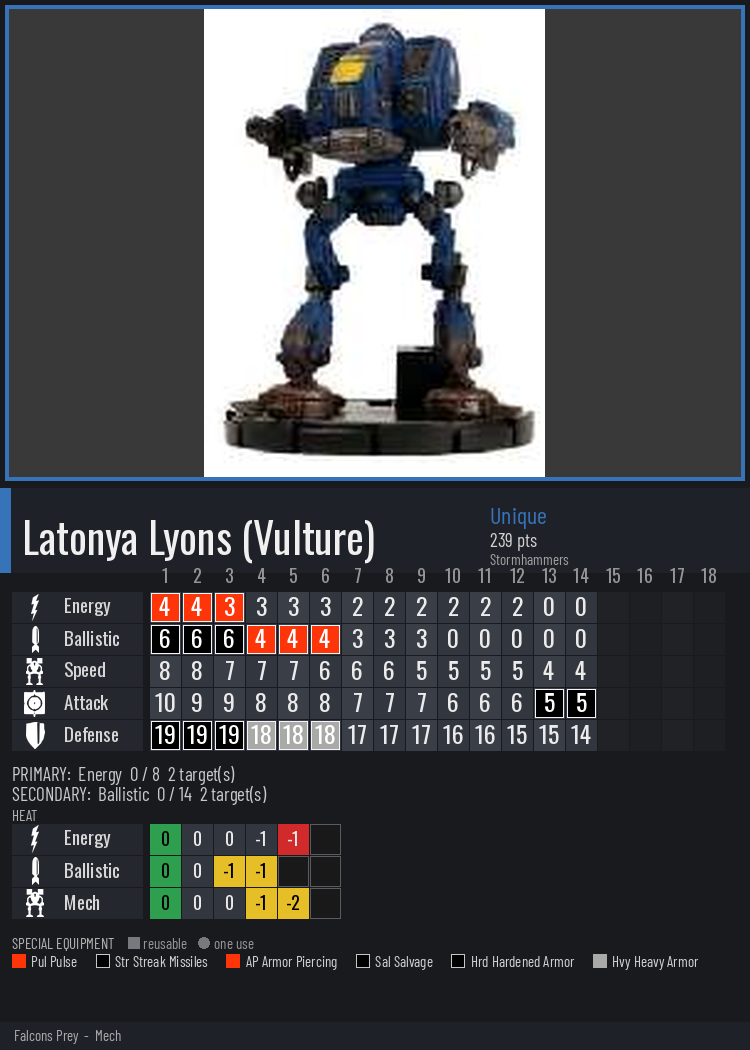 Latonya Lyons (Vulture)
Unique
239 pts
Stormhammers
1 2 3 4 5 6 7 8 9 10 11 12 13 14 15 16 17 18
Energy 4 4 3 3 3 3 2 2 2 2 2 2 0 0
Ballistic 6 6 6 4 4 4 3 3 3 0 0 0 0 0
Speed 8 8 7 7 7 6 6 6 5 5 5 5 4 4
Attack 10 9 9 8 8 8 7 7 7 6 6 6 5 5
Defense 19 19 19 18 18 18 17 17 17 16 16 15 15 14
PRIMARY: Energy 0 / 8 2 target(s)
SECONDARY: Ballistic 0 / 14 2 target(s)
HEAT
Energy 0 0 0 -1 -1
Ballistic 0 0 -1 -1
Mech 0 0 0 -1 -2
SPECIAL EQUIPMENT reusable one use
Pul Pulse Str Streak Missiles AP Armor Piercing Sal Salvage Hrd Hardened Armor Hvy Heavy Armor
Falcons Prey - Mech